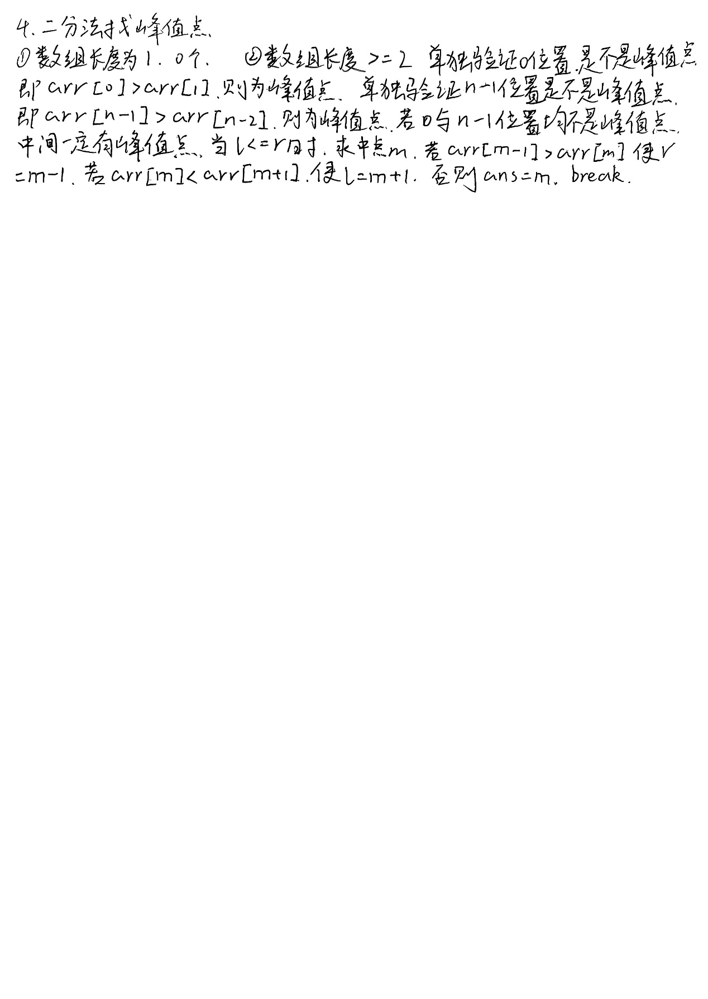 4.二分法找峰值点.
①数组长度为1. 0个. ②数组长度>=2 单独验证0位置.是不是峰值点
即arr[0]>arr[1].则为峰值点. 单独验证n-1位置是不是峰值点.
即arr[n-1]>arr[n-2].则为峰值点.若0与n-1位置均不是峰值点.
中间一定有峰值点.当l<=r时.求中点m.若arr[m-1]>arr[m]使r
=m-1.若arr[m]<arr[m+1].使l=m+1.否则ans=m. break.